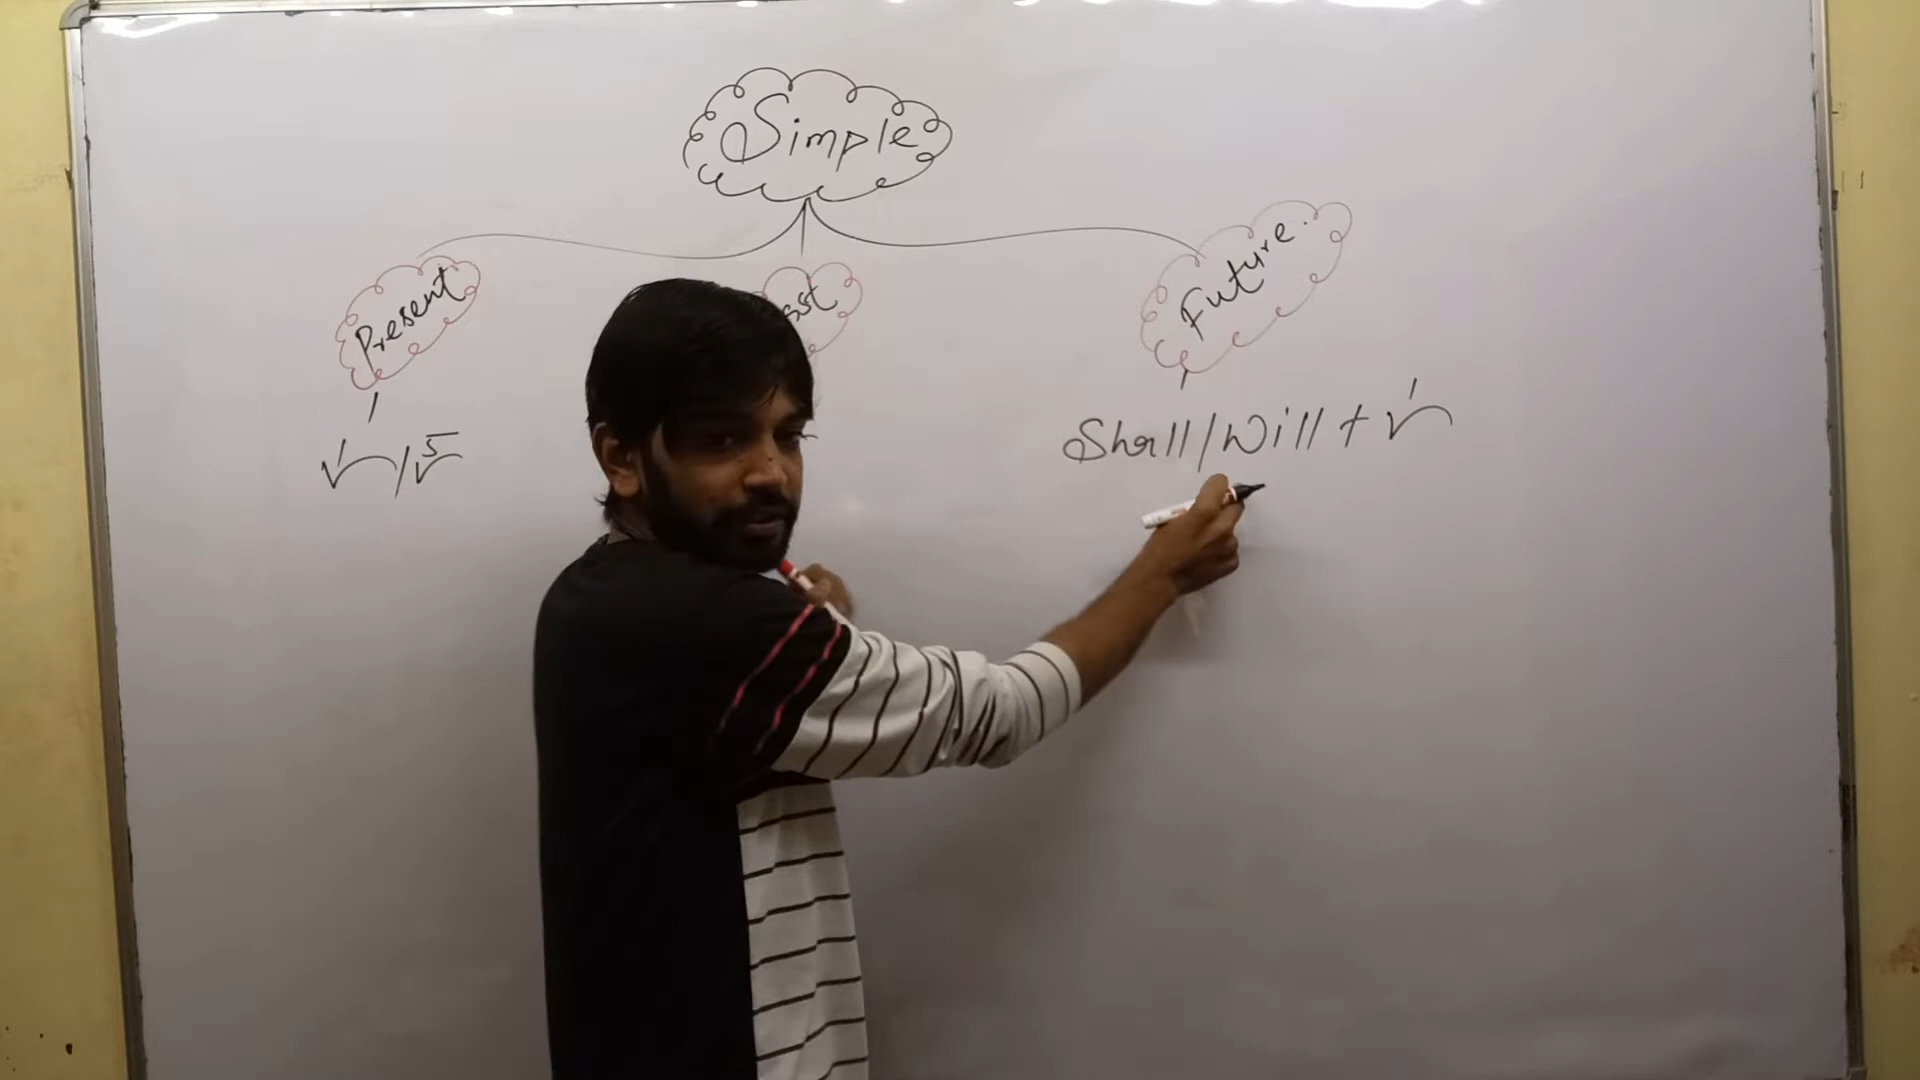 Simple
Present
Future.
V1/V5
Shall/Will + V1